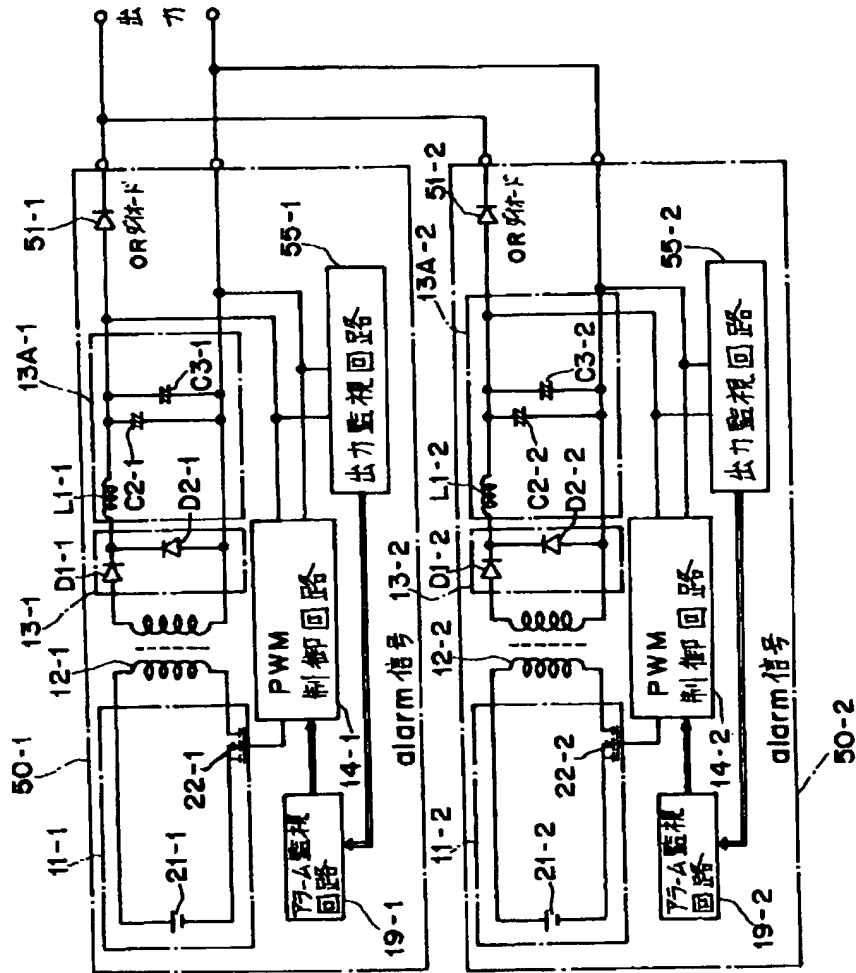 出力
51-1
ORダイオード
13A-1
C3-1
C2-1
L1-1
D2-1
D1-1
13-1
12-1
50-1
11-1
22-1
21-1
55-1
出力監視回路
PWM
制御回路
14-1
alarm信号
アラーム監視
回路
19-1
51-2
ORダイオード
13A-2
C3-2
C2-2
L1-2
D2-2
D1-2
13-2
12-2
11-2
22-2
21-2
55-2
出力監視回路
PWM
制御回路
14-2
alarm信号
アラーム監視
回路
19-2
50-2